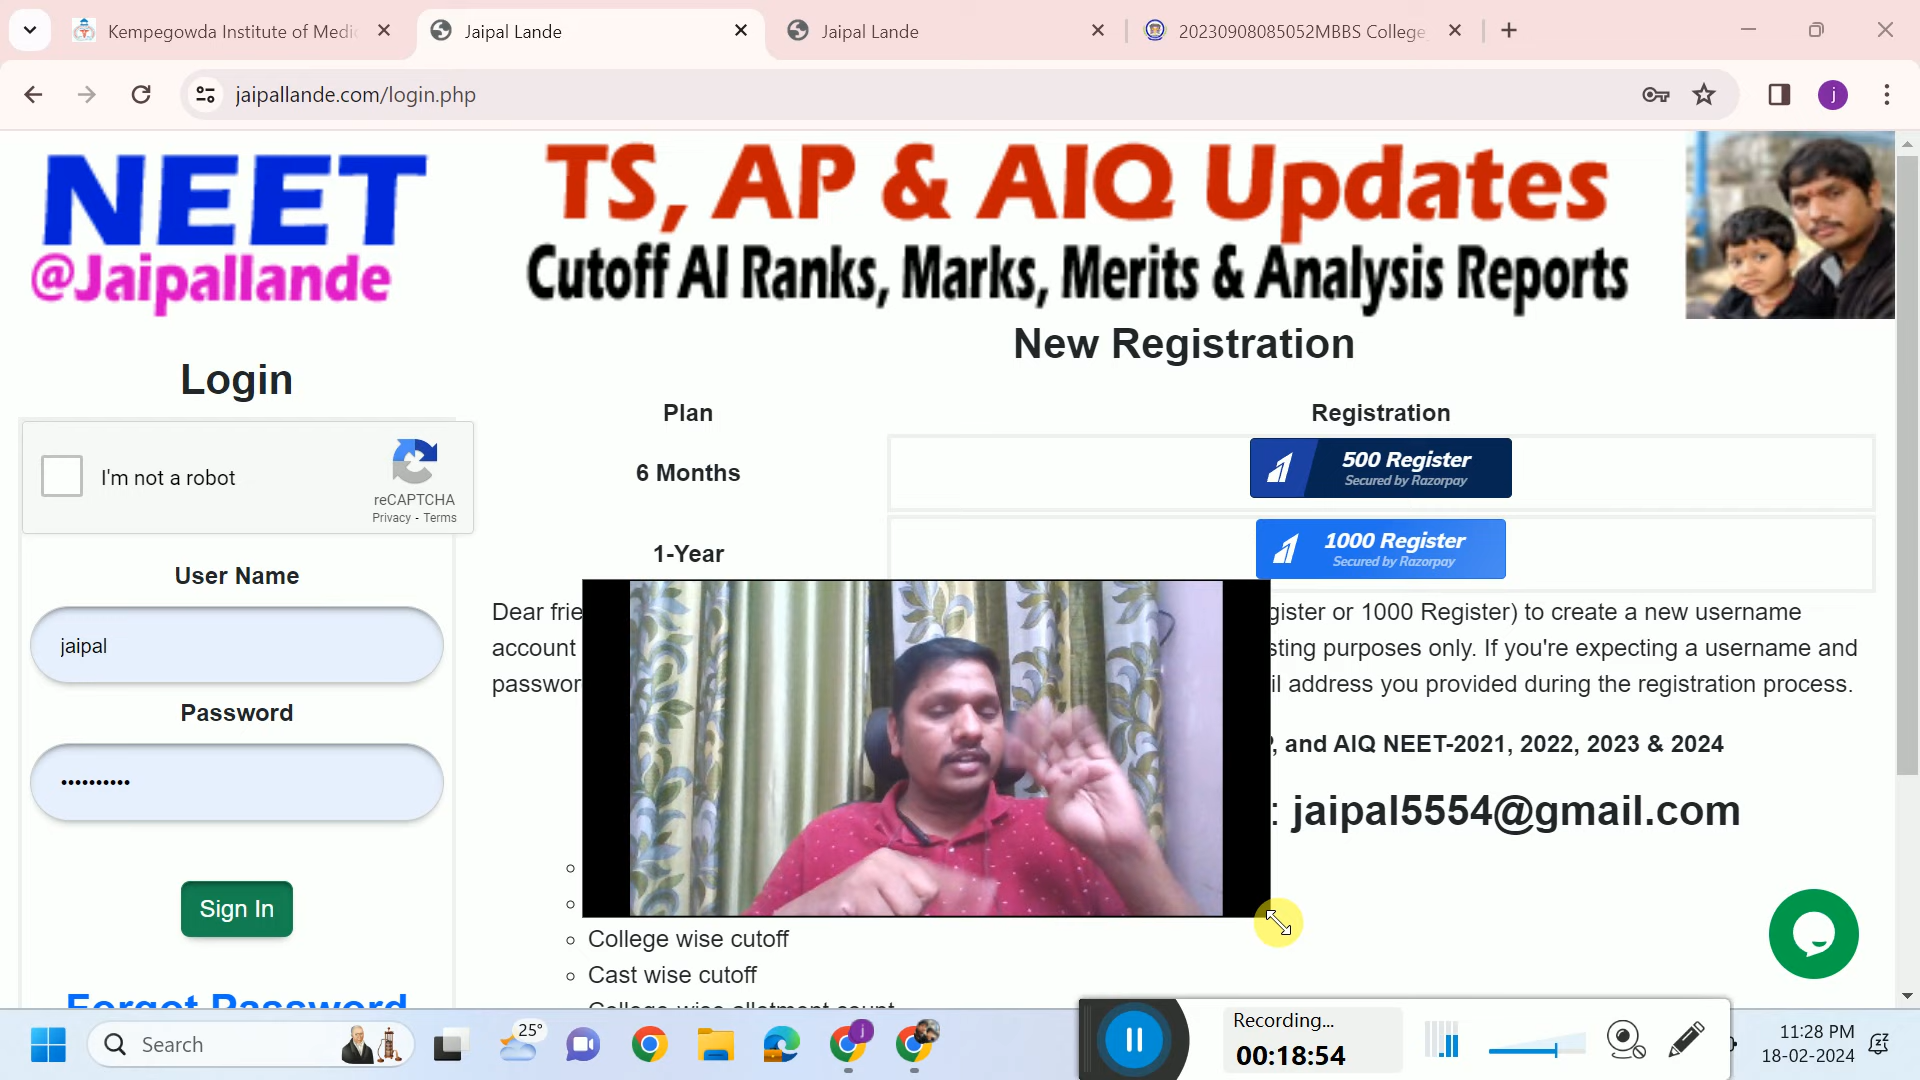 Kempegowda Institute of Medi
Jaipal Lande
Jaipal Lande
20230908085052MBBS College
jaipallande.com/login.php
j
NEET
@Jaipallande
TS, AP & AIQ Updates
Cutoff AI Ranks, Marks, Merits & Analysis Reports
New Registration
Login
Plan
Registration
I'm not a robot
reCAPTCHA
Privacy - Terms
6 Months
500 Register
Secured by Razorpay
1-Year
1000 Register
Secured by Razorpay
User Name
jaipal
Password
••••••••••
Sign In
Forgot Password
Dear frie
gister or 1000 Register) to create a new username
account
sting purposes only. If you're expecting a username and
passwor
il address you provided during the registration process.
, and AIQ NEET-2021, 2022, 2023 & 2024
: jaipal5554@gmail.com
College wise cutoff
Cast wise cutoff
College wise allotment count
Search
25°
j
Recording...
00:18:54
11:28 PM
18-02-2024